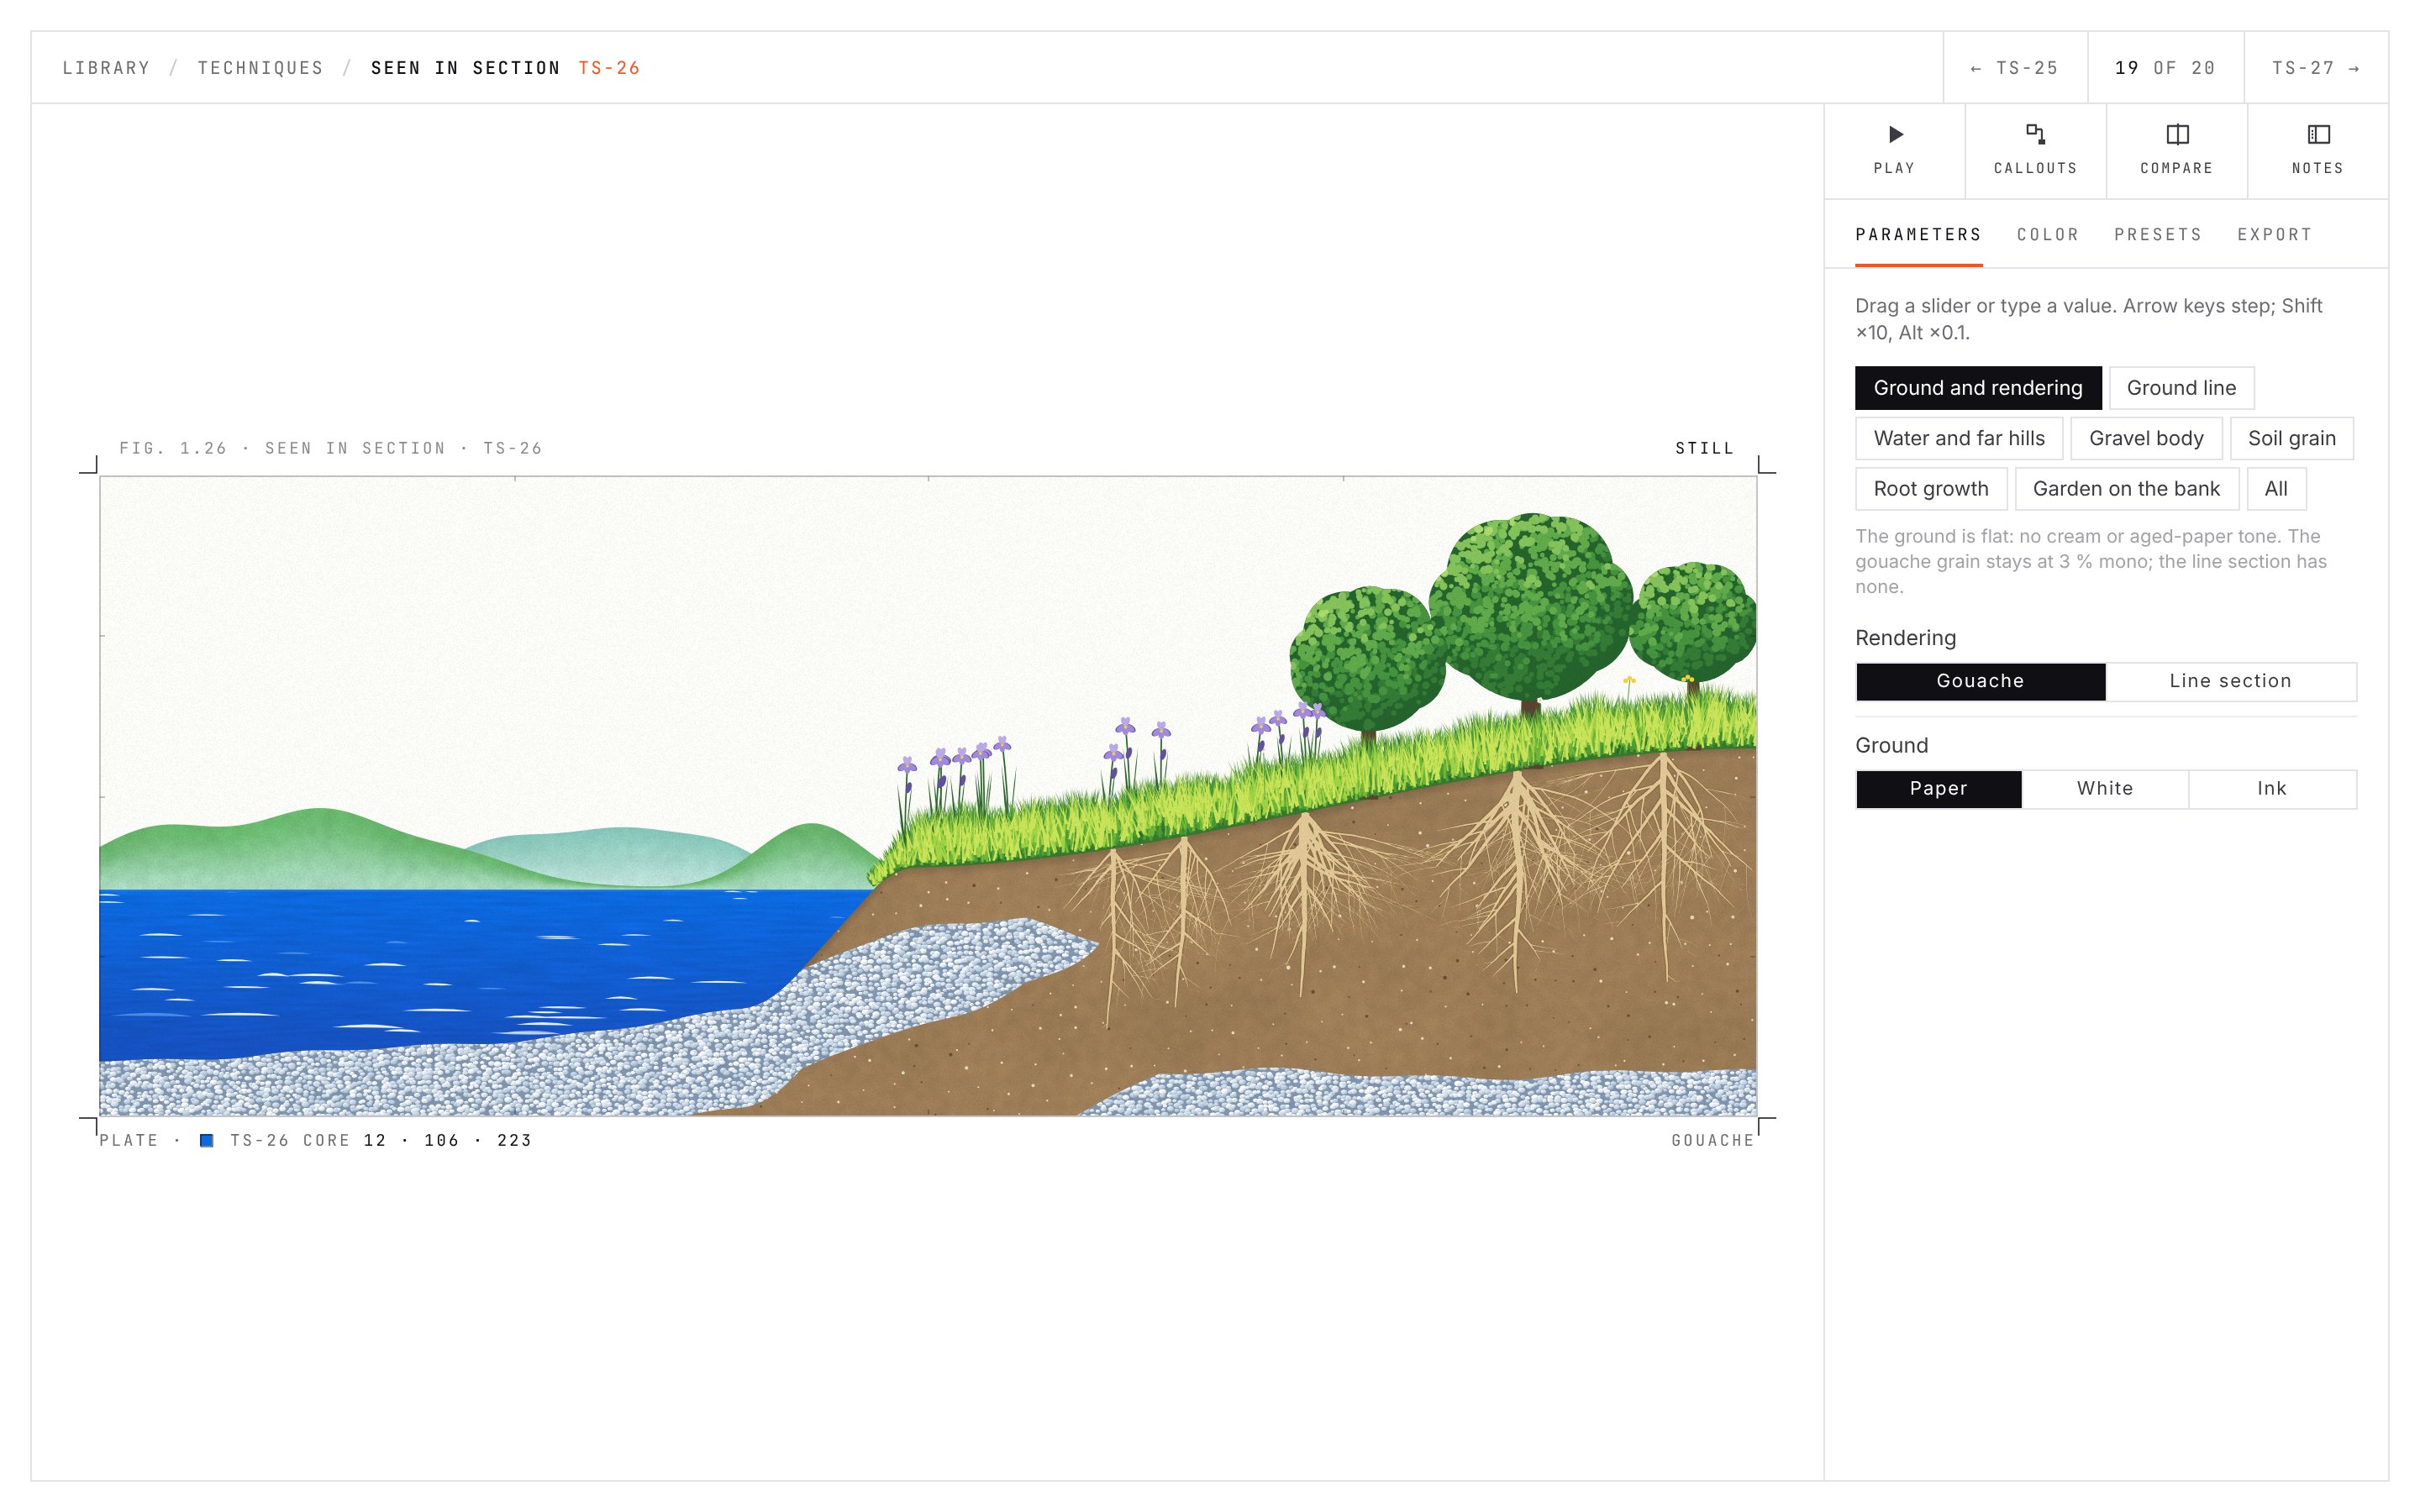 LIBRARY / TECHNIQUES / SEEN IN SECTION TS-26
← TS-25
19 OF 20
TS-27 →
PLAY
CALLOUTS
COMPARE
NOTES
PARAMETERS
COLOR
PRESETS
EXPORT
Drag a slider or type a value. Arrow keys step; Shift
×10, Alt ×0.1.
Ground and rendering
Ground line
Water and far hills
Gravel body
Soil grain
Root growth
Garden on the bank
All
The ground is flat: no cream or aged-paper tone. The
gouache grain stays at 3 % mono; the line section has
none.
Rendering
Gouache
Line section
Ground
Paper
White
Ink
FIG. 1.26 · SEEN IN SECTION · TS-26
STILL
PLATE · TS-26 CORE 12 · 106 · 223
GOUACHE